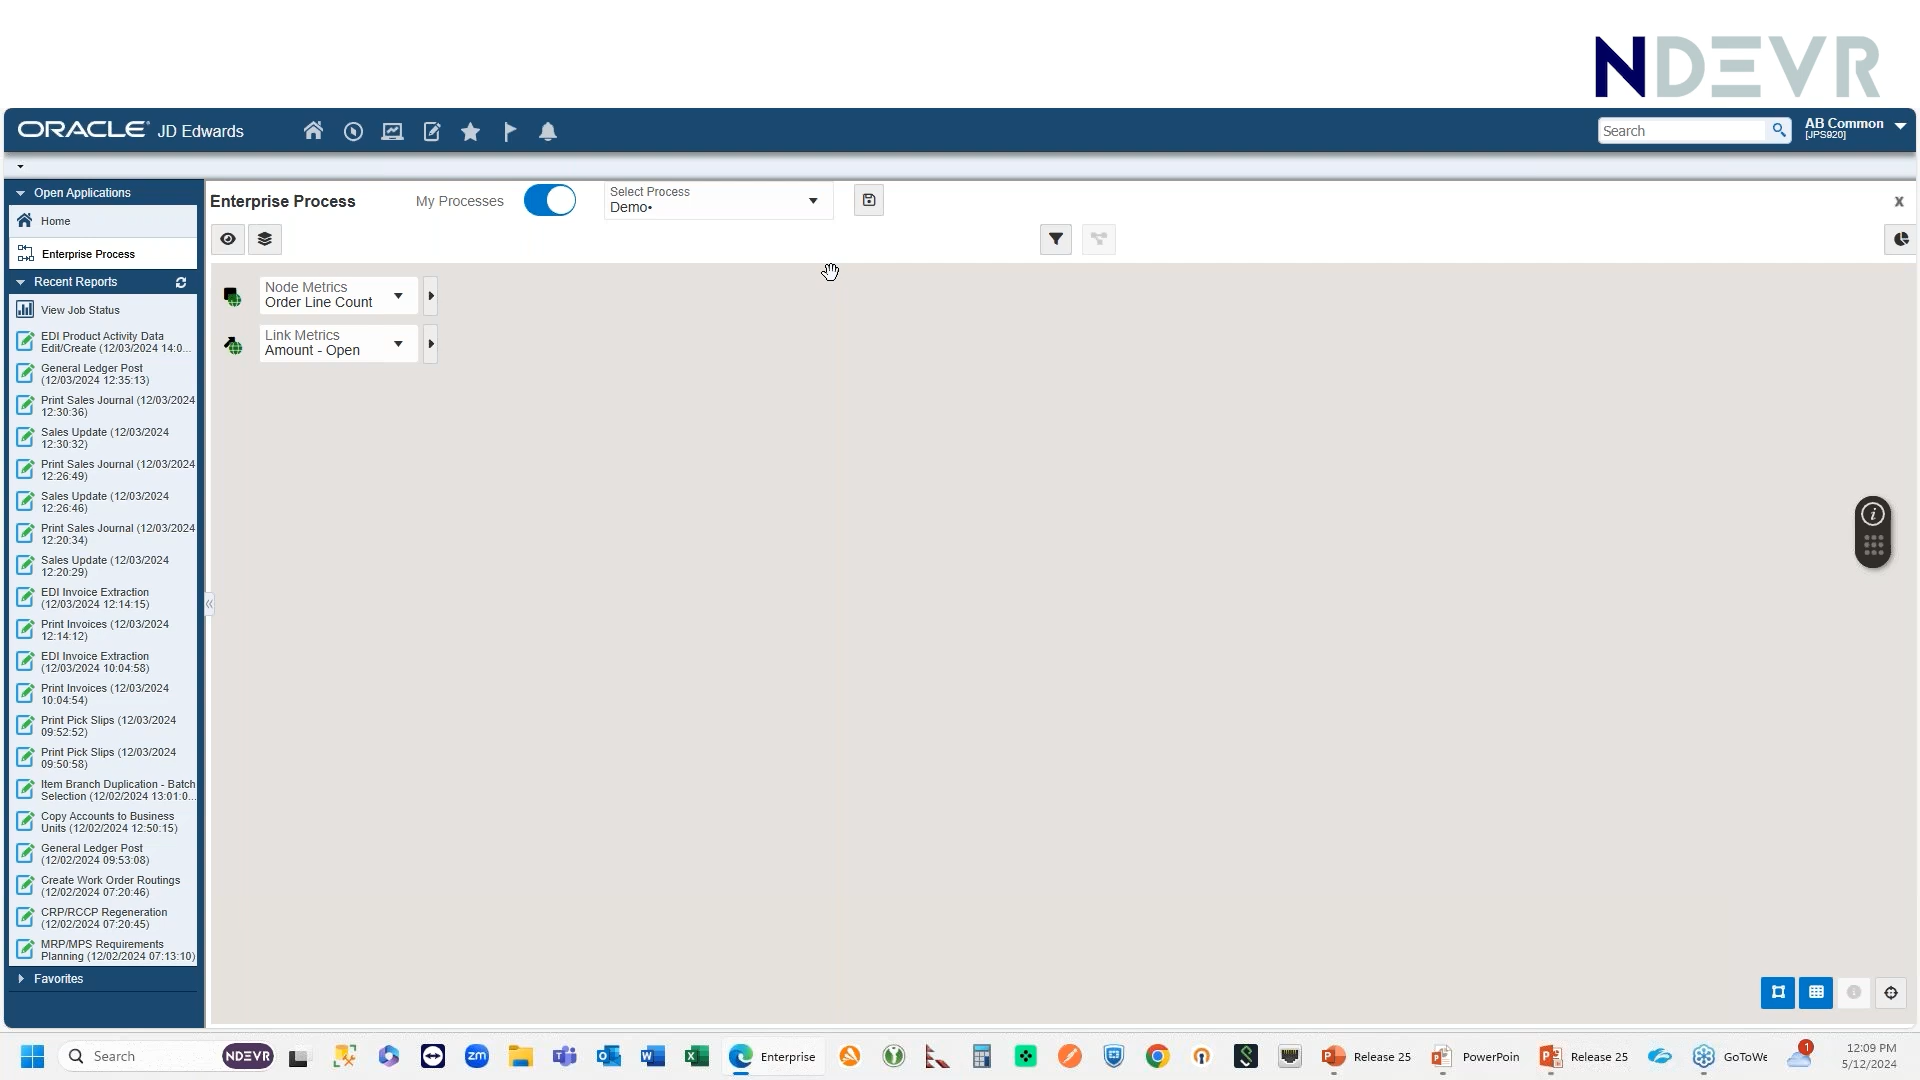 NDEVR
ORACLE JD Edwards
Search
AB Common
[JPS920]
Open Applications
Home
Enterprise Process
Recent Reports
View Job Status
EDI Product Activity Data
Edit/Create (12/03/2024 14:0...
General Ledger Post
(12/03/2024 12:35:13)
Print Sales Journal (12/03/2024
12:30:36)
Sales Update (12/03/2024
12:30:32)
Print Sales Journal (12/03/2024
12:26:49)
Sales Update (12/03/2024
12:26:46)
Print Sales Journal (12/03/2024
12:20:34)
Sales Update (12/03/2024
12:20:29)
EDI Invoice Extraction
(12/03/2024 12:14:15)
Print Invoices (12/03/2024
12:14:12)
EDI Invoice Extraction
(12/03/2024 10:04:58)
Print Invoices (12/03/2024
10:04:54)
Print Pick Slips (12/03/2024
09:52:52)
Print Pick Slips (12/03/2024
09:50:58)
Item Branch Duplication - Batch
Selection (12/02/2024 13:01:0...
Copy Accounts to Business
Units (12/02/2024 12:50:15)
General Ledger Post
(12/02/2024 09:53:08)
Create Work Order Routings
(12/02/2024 07:20:46)
CRP/RCCP Regeneration
(12/02/2024 07:20:45)
MRP/MPS Requirements
Planning (12/02/2024 07:13:10)
Favorites
Enterprise Process
My Processes
Select Process
Demo•
x
Node Metrics
Order Line Count
Link Metrics
Amount - Open
Search
NDEVR
zm
Enterprise
Release 25
PowerPoin
Release 25
GoToWe
1
12:09 PM
5/12/2024